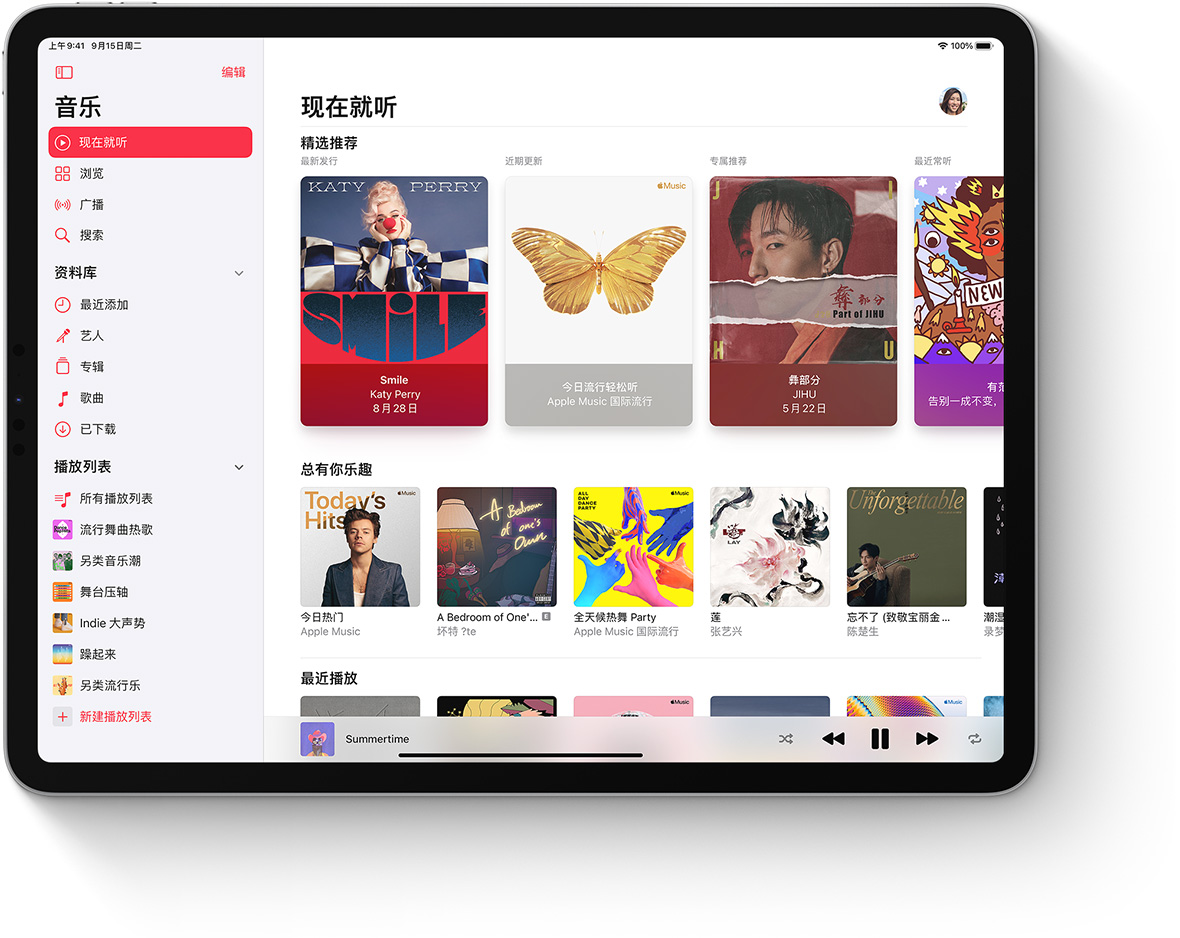 上午9:41 9月15日周二
100%
编辑
音乐
现在就听
浏览
广播
搜索
资料库
最近添加
艺人
专辑
歌曲
已下载
播放列表
所有播放列表
流行舞曲热歌
另类音乐潮
舞台压轴
Indie 大声势
躁起来
另类流行乐
新建播放列表
现在就听
精选推荐
最新发行
近期更新
专属推荐
最近常听
KATY PERRY
SMiLE
Smile
Katy Perry
8月28日
Music
今日流行轻松听
Apple Music 国际流行
J I
彝部分
Part of JIHU
H U
彝部分
JIHU
5月22日
NEW
有范
告别一成不变,
总有你乐趣
Today's
Hits
Music
今日热门
Apple Music
A Bedroom
of one's
Own
A Bedroom of One'... E
坏特 ?te
ALL
DAY
DANCE
PARTY
Music
全天候热舞 Party
Apple Music 国际流行
LAY
莲
张艺兴
Unforgettable
忘不了 (致敬宝丽金 ...
陈楚生
潮湿
录梦
最近播放
Music
Music
Summertime